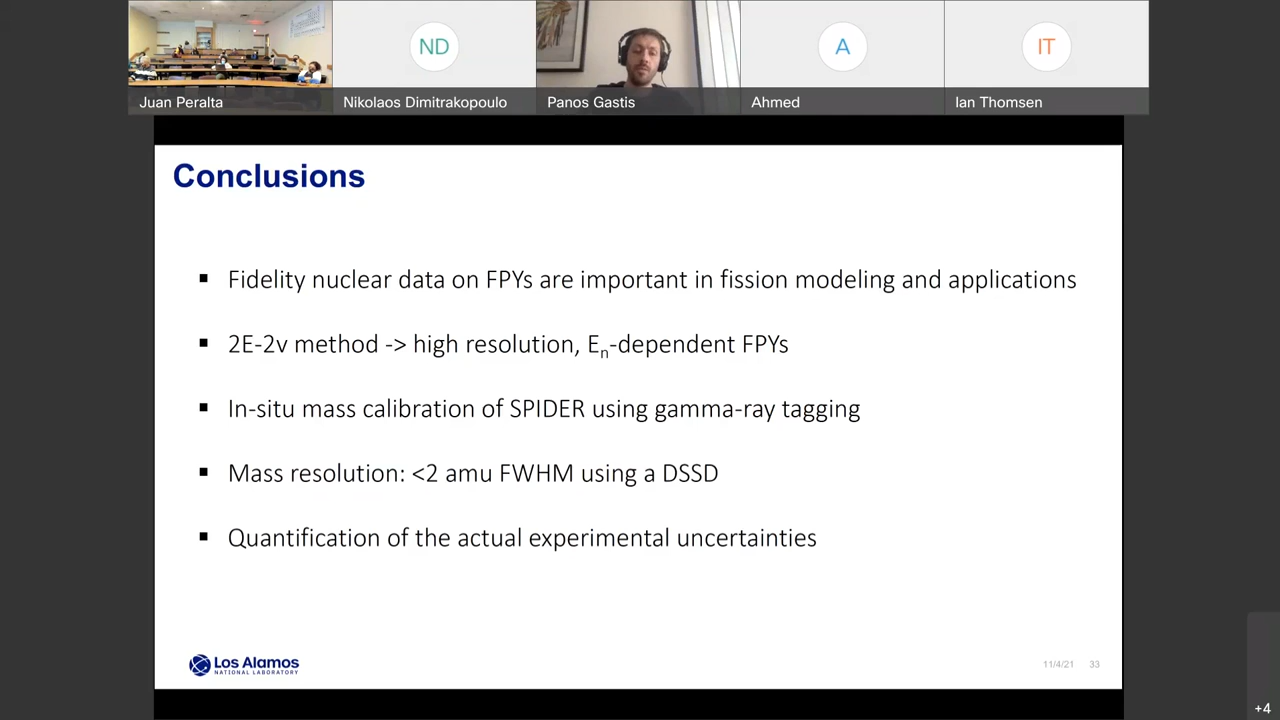 ND
A
IT
Juan Peralta
Nikolaos Dimitrakopoulo
Panos Gastis
Ahmed
Ian Thomsen
Conclusions
▪ Fidelity nuclear data on FPYs are important in fission modeling and applications
▪ 2E-2v method -> high resolution, En-dependent FPYs
▪ In-situ mass calibration of SPIDER using gamma-ray tagging
▪ Mass resolution: <2 amu FWHM using a DSSD
▪ Quantification of the actual experimental uncertainties
Los Alamos
NATIONAL LABORATORY
11/4/21 33
+4